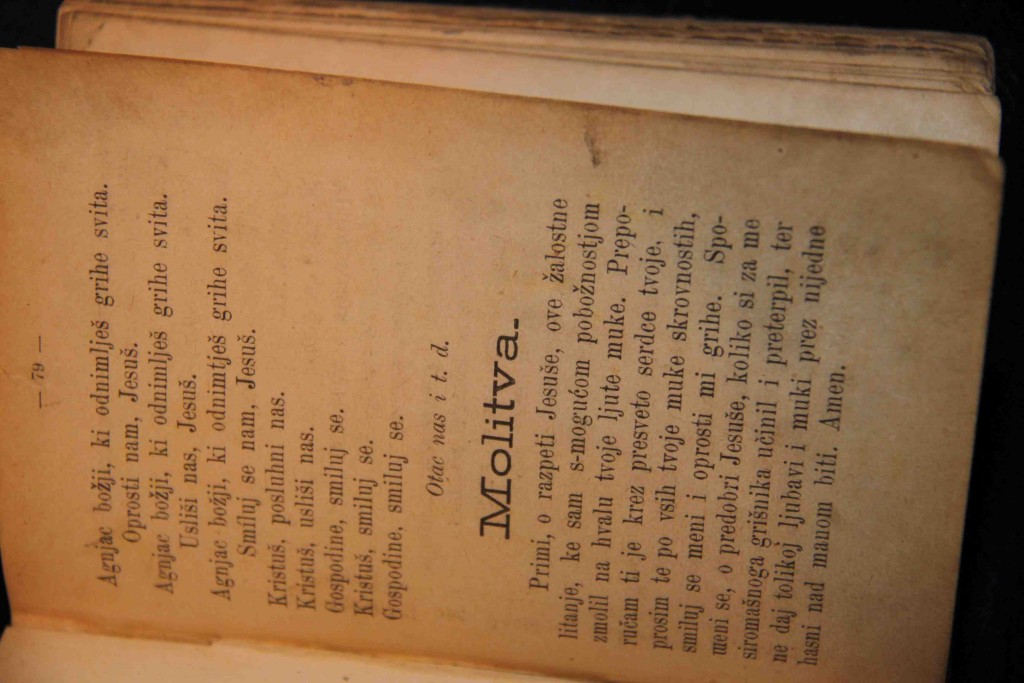 — 79 —
Agnjac božji, ki odnimlješ grihe svita.
Oprosti nam, Jesuš.
Agnjac božji, ki odnimlješ grihe svita.
Usliši nas, Jesuš.
Agnjac božji, ki odnimtješ grihe svita.
Smiluj se nam, Jesuš.
Kristuš, posluhni nas.
Kristuš, usliši nas.
Gospodine, smiluj se.
Kristuš, smiluj se.
Gospodine, smiluj se.
Otac nas i t. d.
Molitva.
Primi, o razpeti Jesuše, ove žalostne
litanje, ke sam s-mogućom pobožnostjom
zmolil na hvalu tvoje ljute muke. Prepo-
ručam ti je krez presveto serdce tvoje, i
prosim te po vsih tvoje muke skrovnostih,
smiluj se meni i oprosti mi grihe. Spo-
meni se, o predobri Jesuše, koliko si za me
siromašnoga grišnika učinil i preterpil, ter
ne daj tolikoj ljubavi i muki prez nijedne
hasni nad manom biti. Amen.